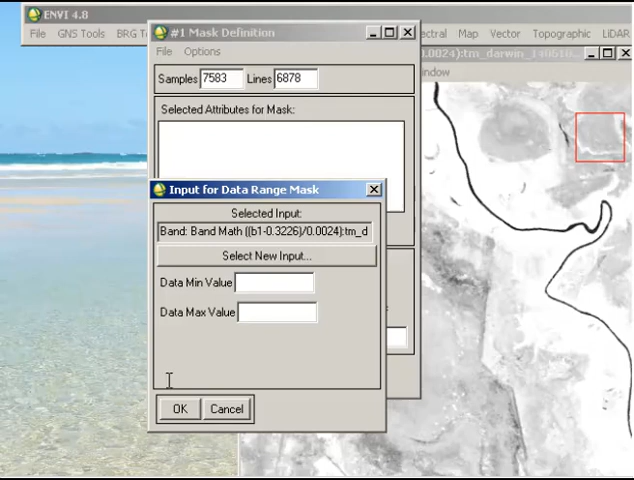 ENVI 4.8
File GNS Tools BRG T
ectral Map Vector Topographic LiDAR
#1 Mask Definition
File Options
0.0024):tm_darwin_140610
ndow
Samples 7583 Lines 6878
Selected Attributes for Mask:
Input for Data Range Mask
Selected Input:
Band: Band Math ((b1-0.3226)/0.0024):tm_d
Select New Input...
Data Min Value
Data Max Value
OK Cancel